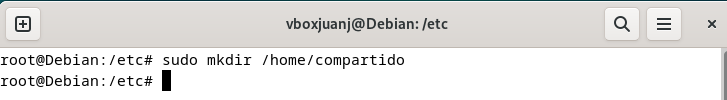 vboxjuanj@Debian: /etc
root@Debian:/etc# sudo mkdir /home/compartido
root@Debian:/etc#